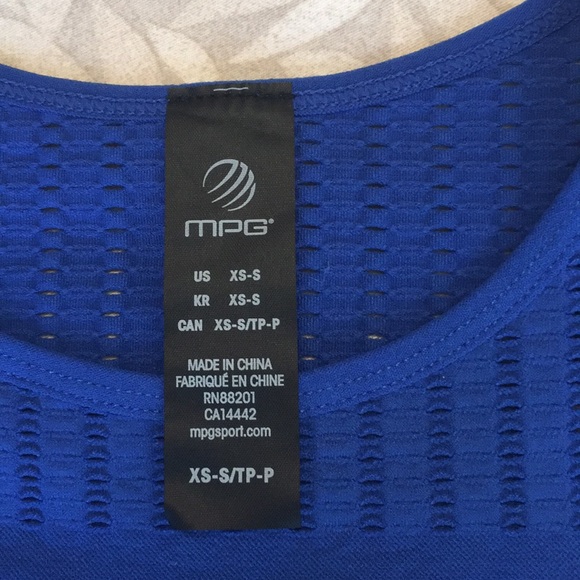 MPG®
US XS-S
KR XS-S
CAN XS-S/TP-P
MADE IN CHINA
FABRIQUÉ EN CHINE
RN88201
CA14442
mpgsport.com
XS-S/TP-P